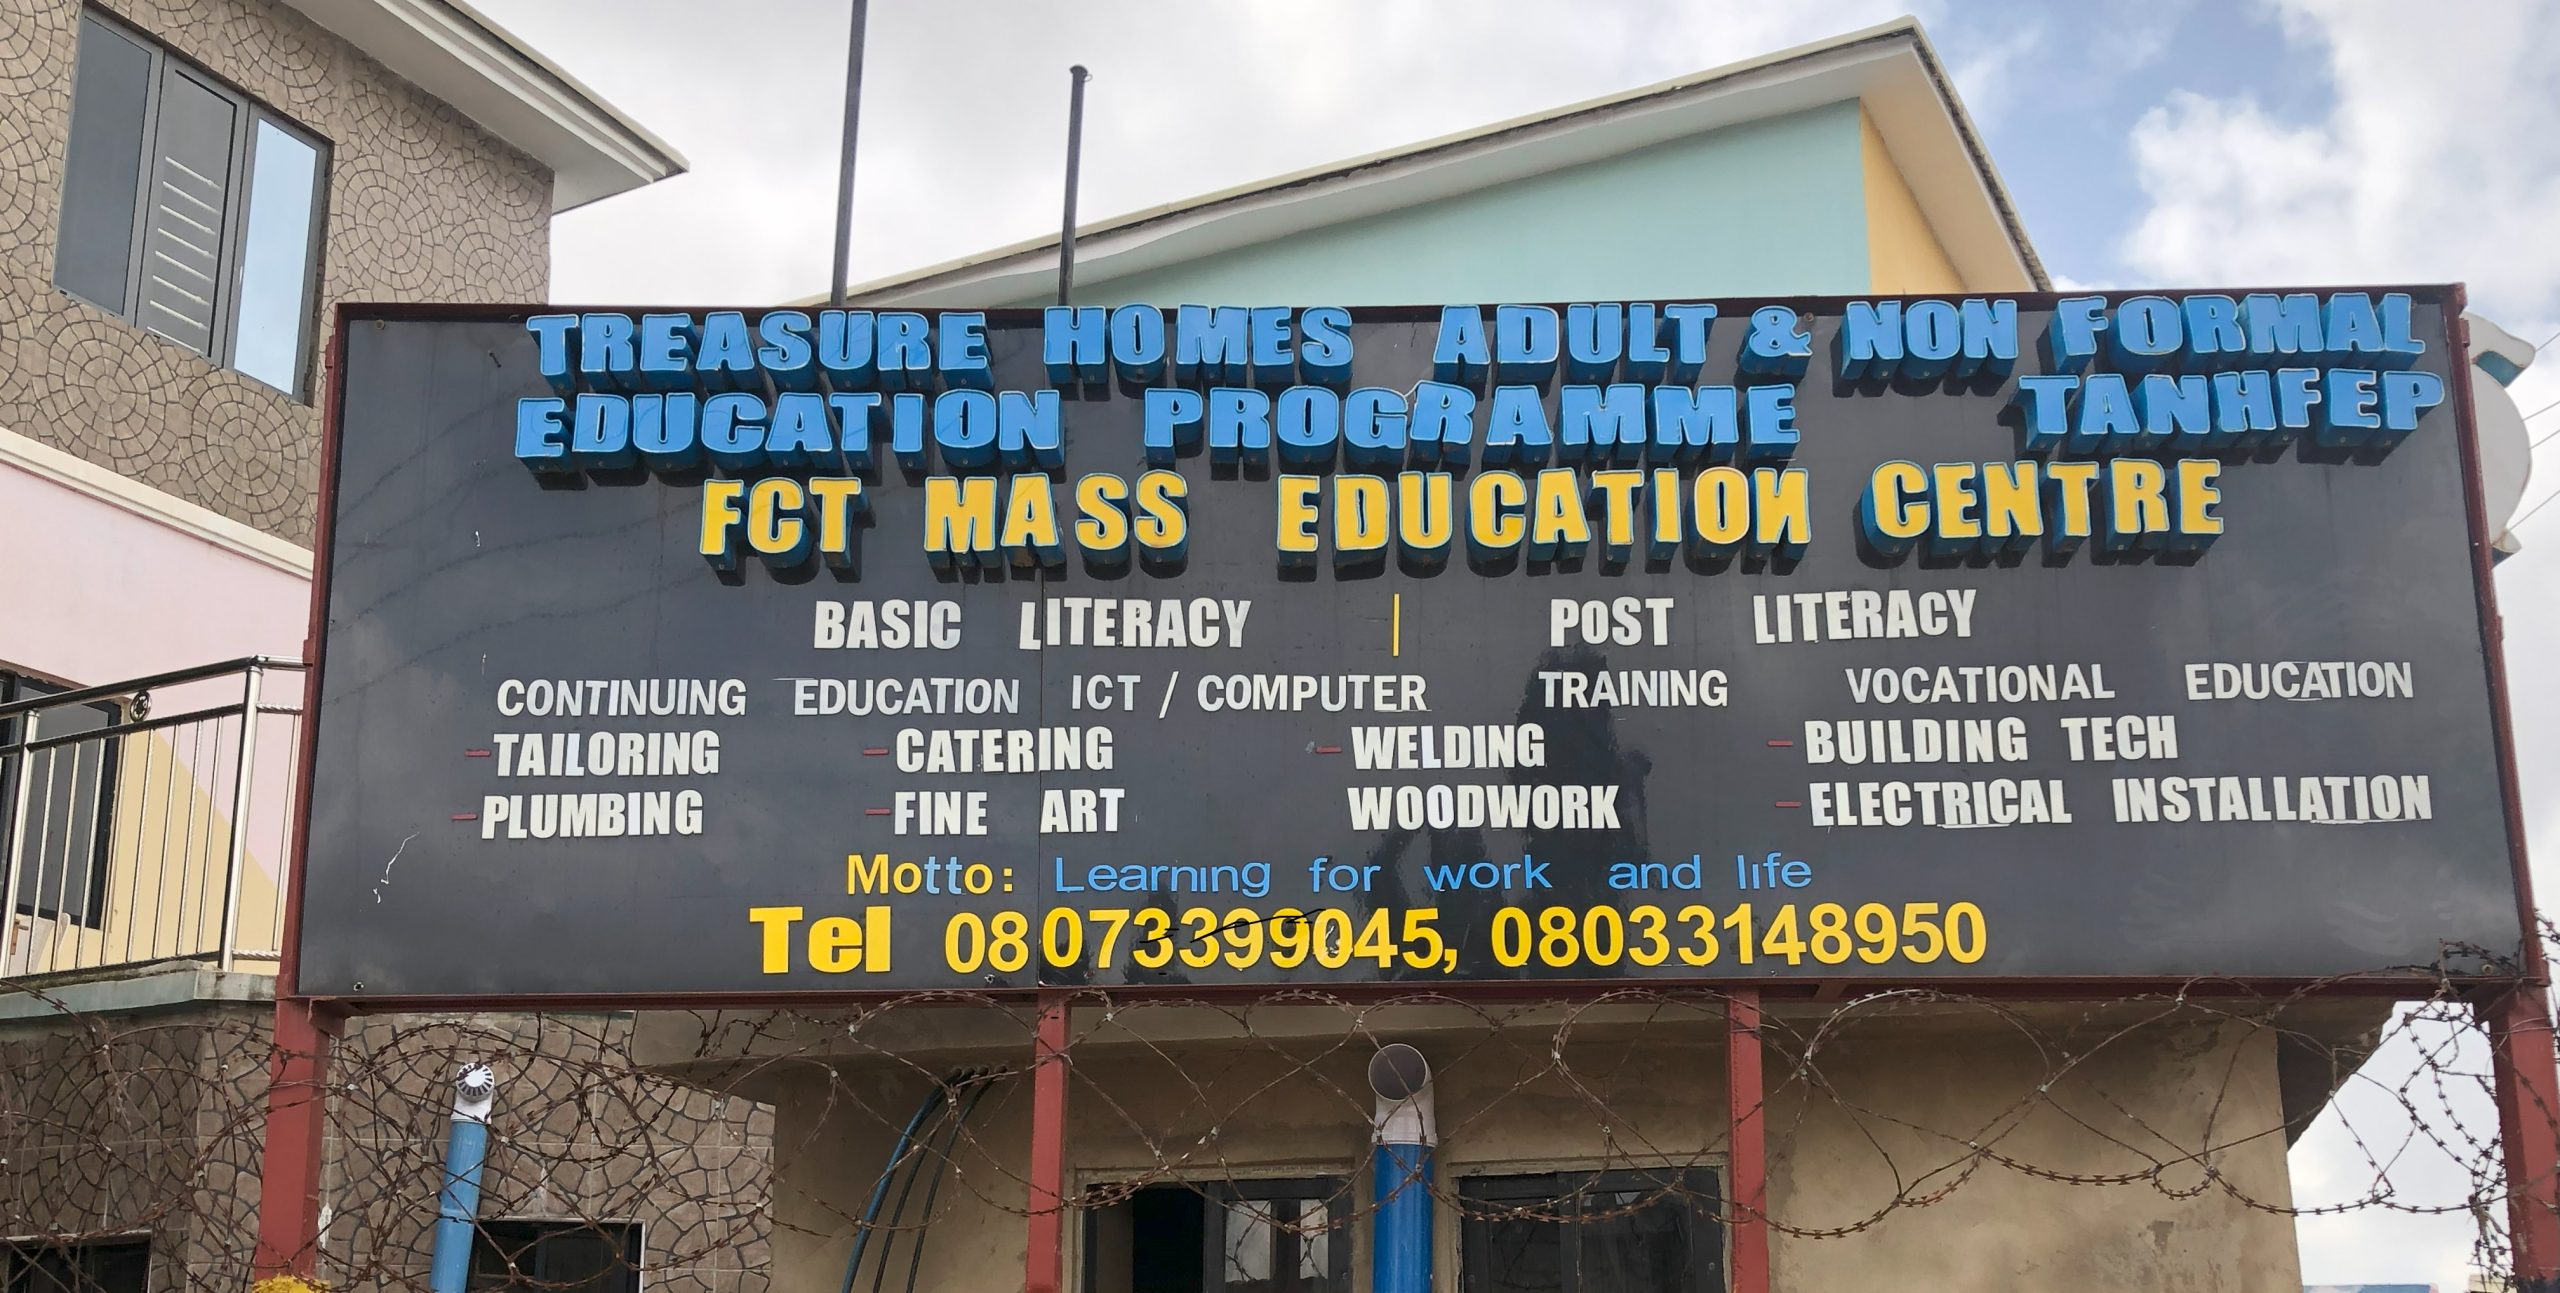 TREASURE HOMES ADULT & NON FORMAL
EDUCATION PROGRAMME TANHFEP
FCT MASS EDUCATION CENTRE
BASIC LITERACY | POST LITERACY
CONTINUING EDUCATION ICT / COMPUTER TRAINING VOCATIONAL EDUCATION
-TAILORING -CATERING -WELDING -BUILDING TECH
-PLUMBING -FINE ART WOODWORK -ELECTRICAL INSTALLATION
Motto: Learning for work and life
Tel 08073399045, 08033148950